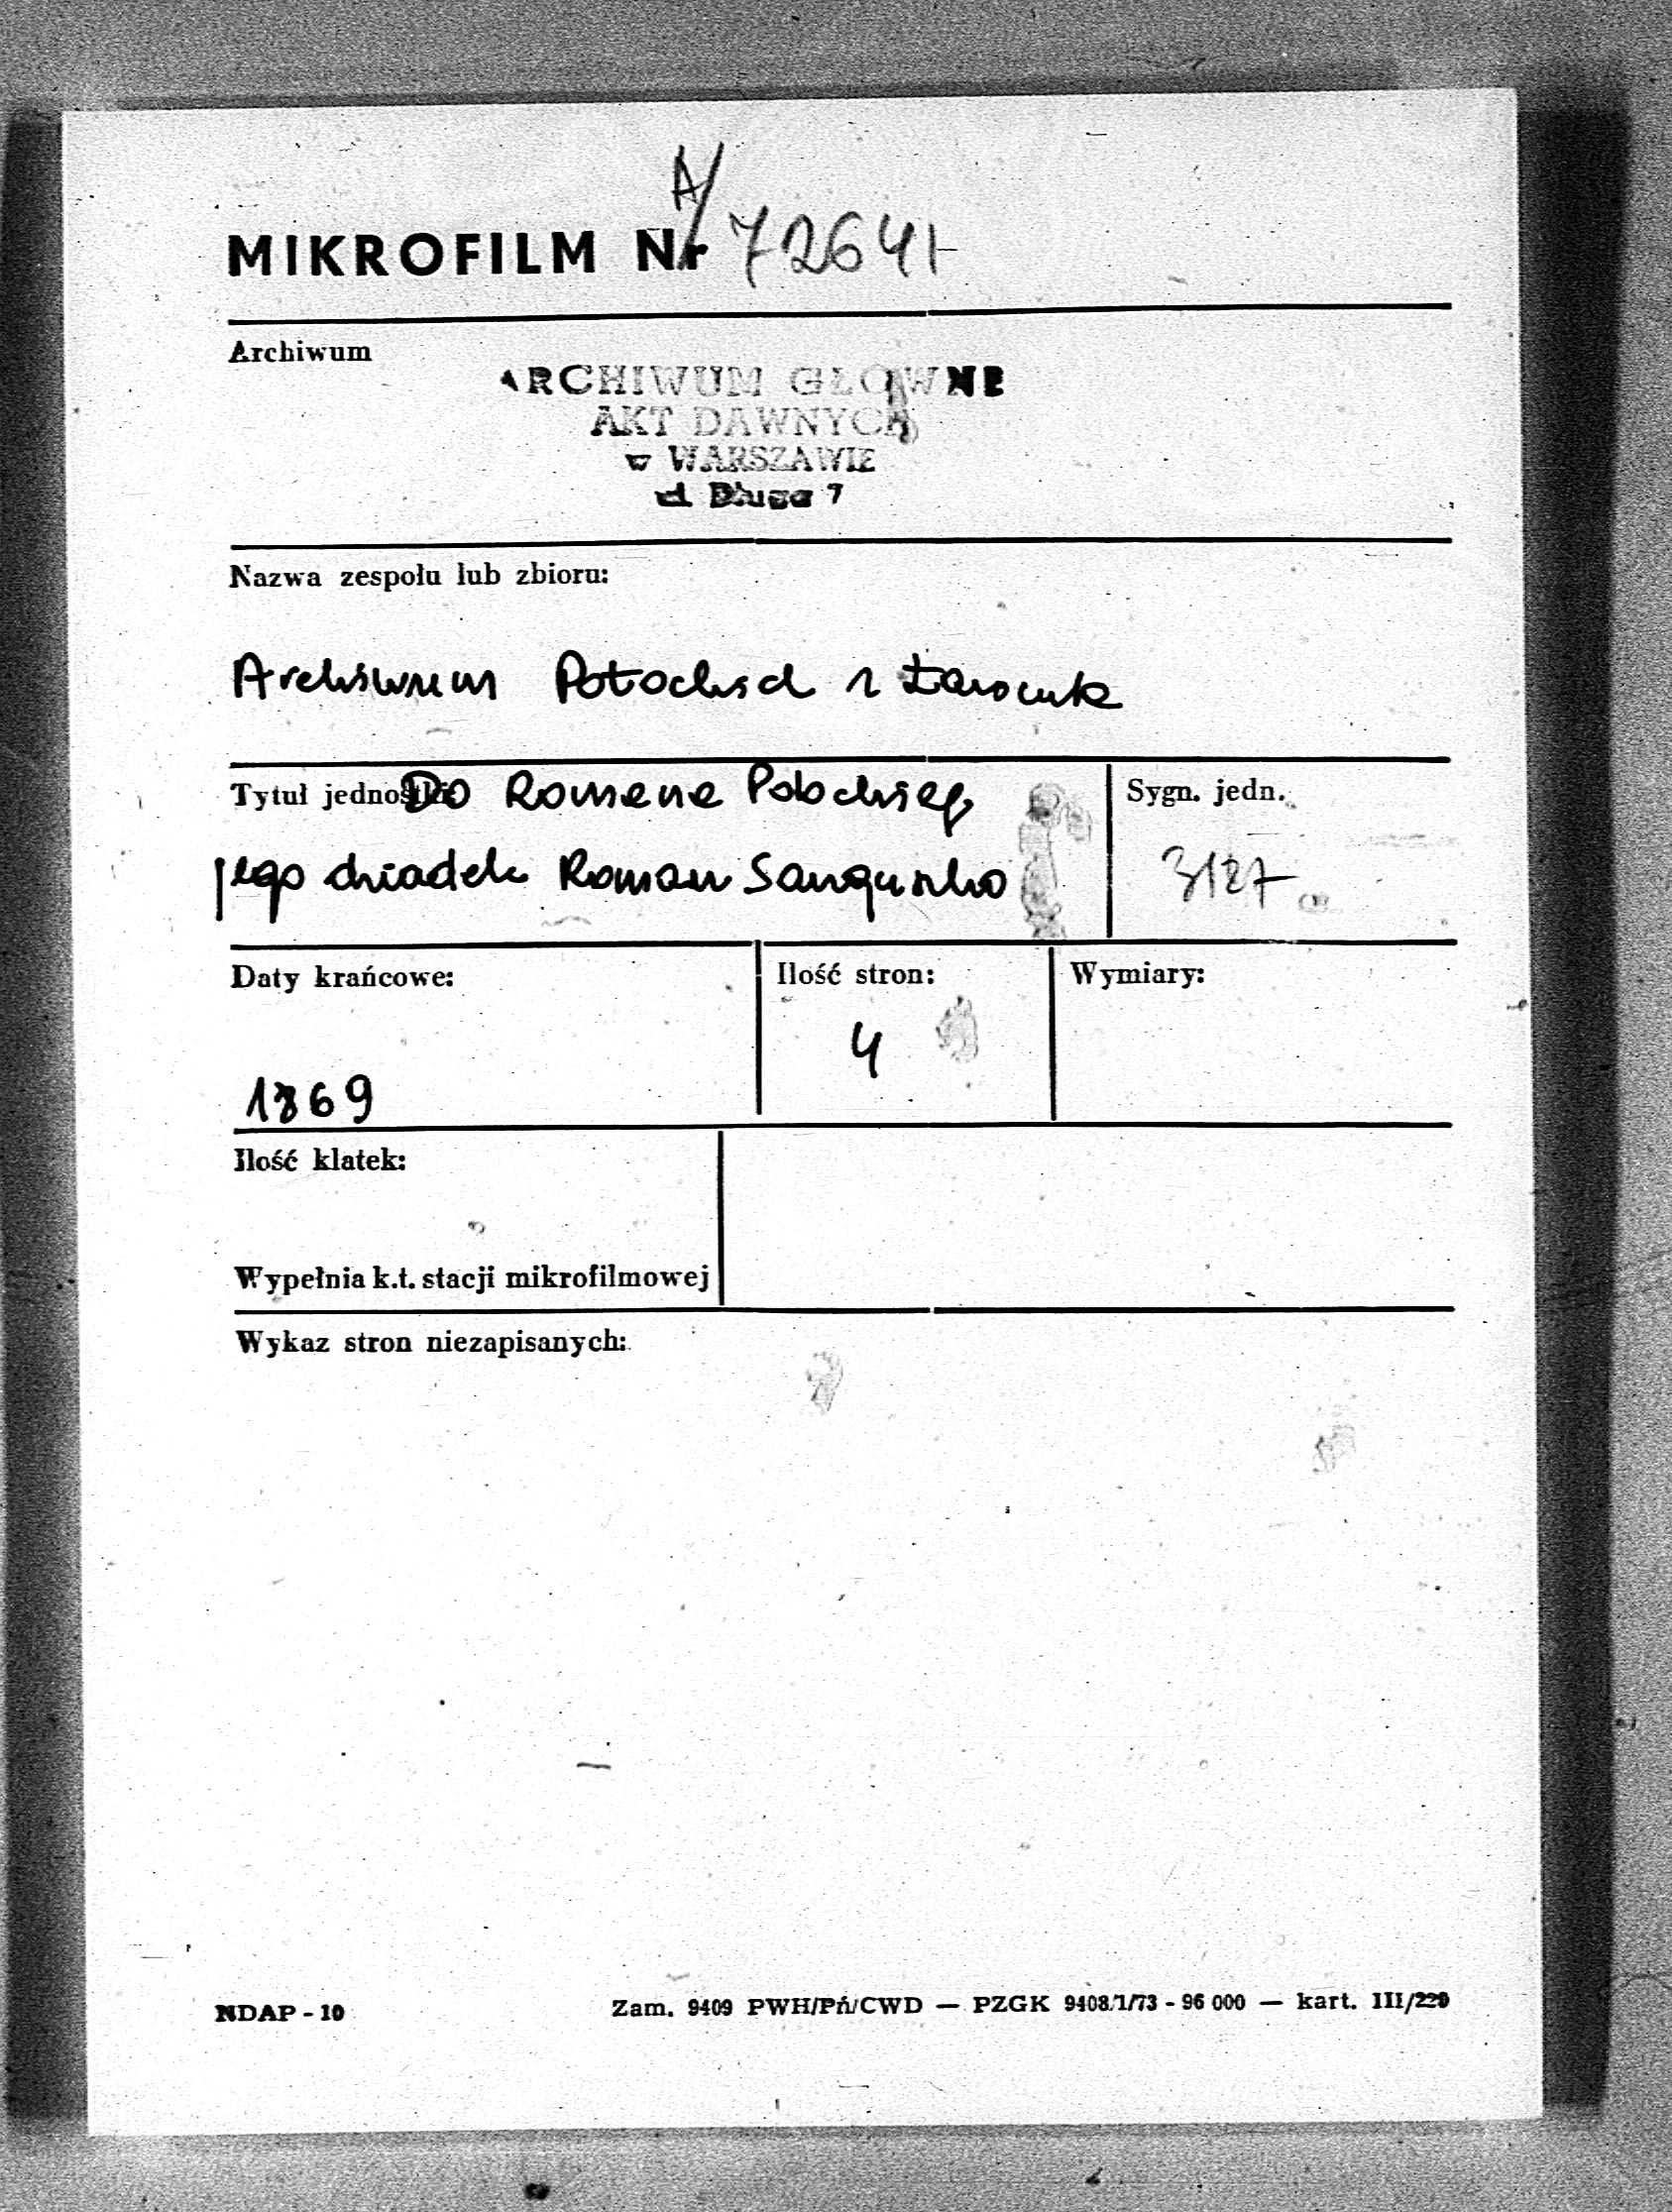 A/
MIKROFILM Nr 72641
Archiwum
ARCHIWUM GŁOWNE
AKT DAWNYCH
w WARSZAWIE
ul. Długa 7
Nazwa zespołu lub zbioru:
Archiwum Potockich z Łańcuta
Tytuł jednostki Do Romana Potockiego
Sygn. jedn.
jego dziadek Roman Sanguszko
3127
Daty krańcowe:
Ilość stron:
Wymiary:
4
1869
Ilość klatek:
Wypełnia k.t. stacji mikrofilmowej
Wykaz stron niezapisanych:
NDAP - 10
Zam. 9409 PWH/Pń/CWD — PZGK 9408/1/73 - 96 000 — kart. III/220